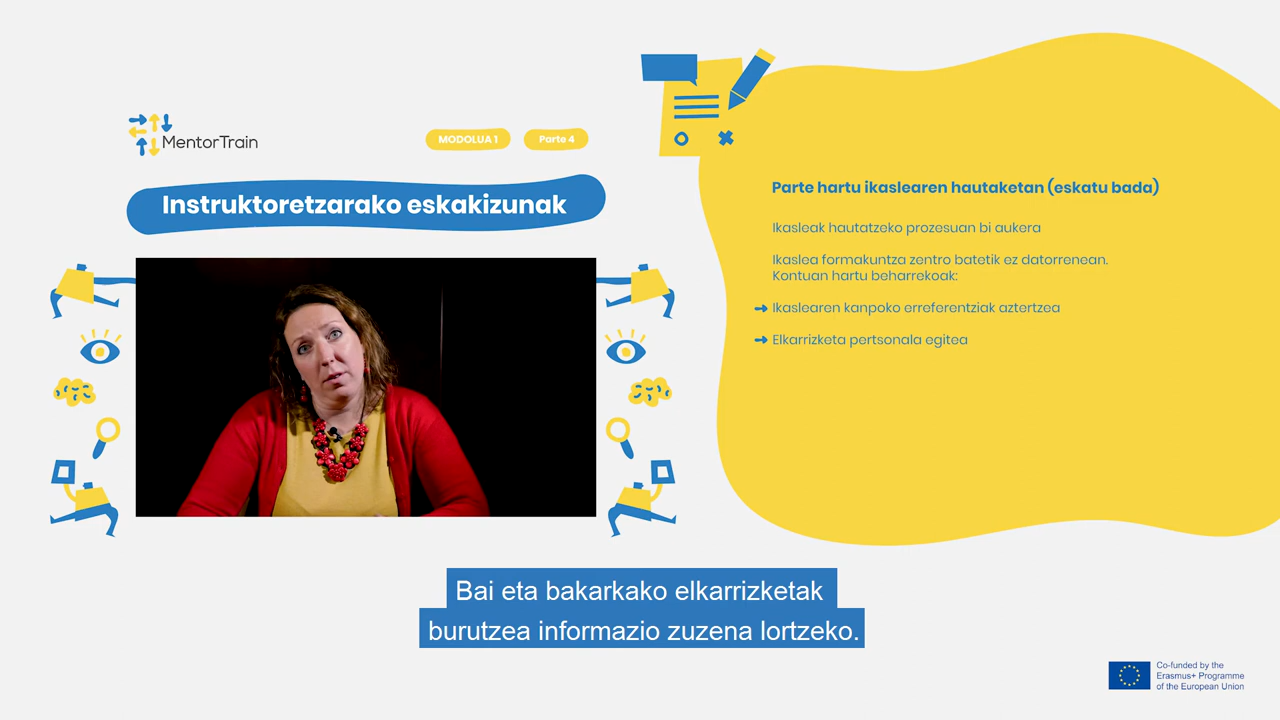 MentorTrain
MODOLUA 1
Parte 4
Instruktoretzarako eskakizunak
Parte hartu ikaslearen hautaketan (eskatu bada)
Ikasleak hautatzeko prozesuan bi aukera
Ikaslea formakuntza zentro batetik ez datorrenean.
Kontuan hartu beharrekoak:
Ikaslearen kanpoko erreferentziak aztertzea
Elkarrizketa pertsonala egitea
Bai eta bakarkako elkarrizketak
burutzea informazio zuzena lortzeko.
Co-funded by the
Erasmus+ Programme
of the European Union